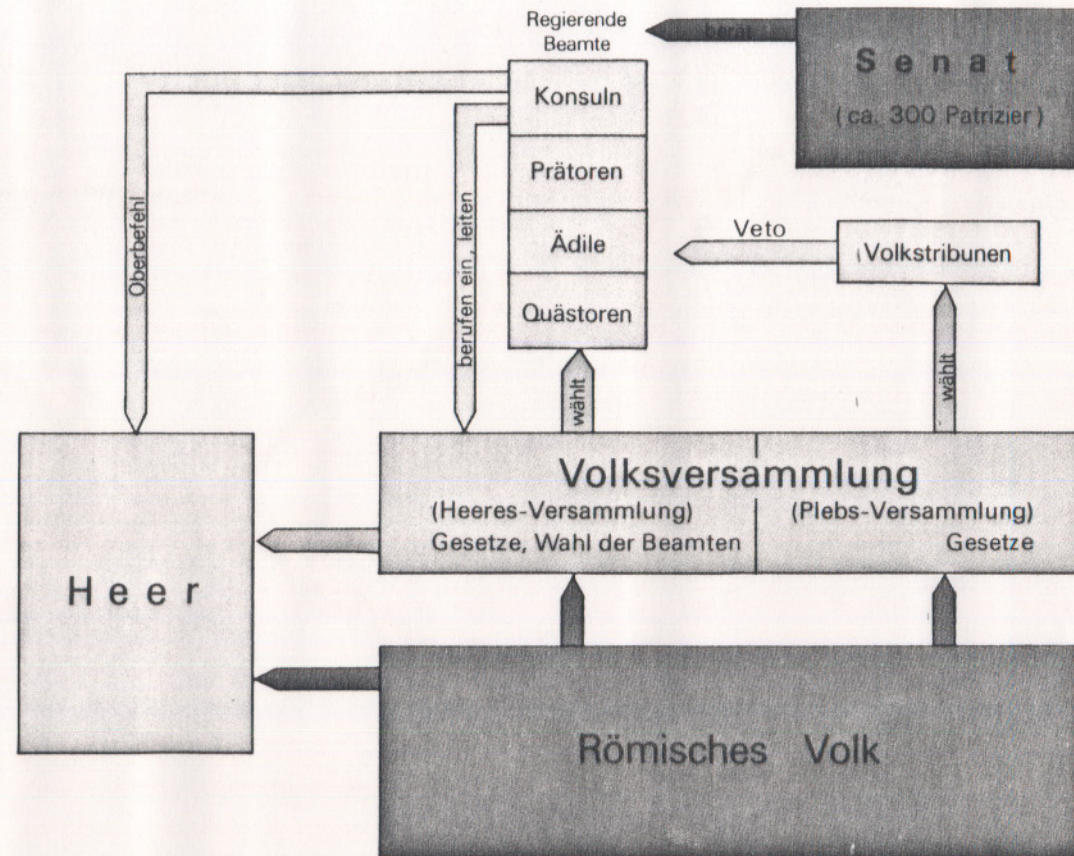 Regierende
Beamte
berät
Senat
(ca. 300 Patrizier)
Konsuln
Prätoren
Ädile
Quästoren
Oberbefehl
berufen ein, leiten
Veto
Volkstribunen
wählt
wählt
Volksversammlung
(Heeres-Versammlung)
(Plebs-Versammlung)
Gesetze, Wahl der Beamten
Gesetze
Heer
Römisches Volk